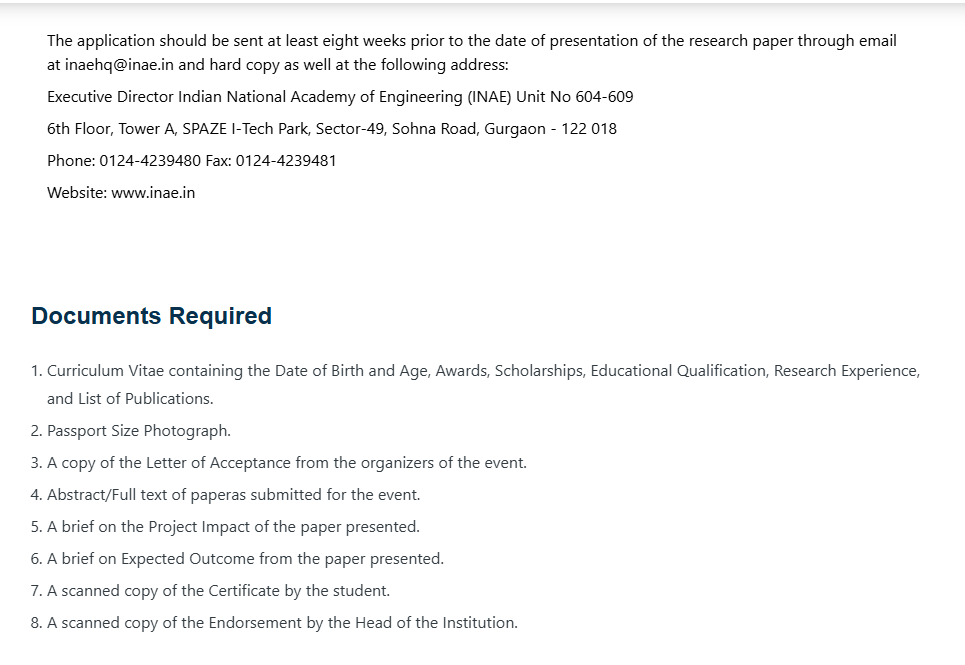 The application should be sent at least eight weeks prior to the date of presentation of the research paper through email
at inaehq@inae.in and hard copy as well at the following address:
Executive Director Indian National Academy of Engineering (INAE) Unit No 604-609
6th Floor, Tower A, SPAZE I-Tech Park, Sector-49, Sohna Road, Gurgaon - 122 018
Phone: 0124-4239480 Fax: 0124-4239481
Website: www.inae.in
Documents Required
1. Curriculum Vitae containing the Date of Birth and Age, Awards, Scholarships, Educational Qualification, Research Experience,
and List of Publications.
2. Passport Size Photograph.
3. A copy of the Letter of Acceptance from the organizers of the event.
4. Abstract/Full text of paperas submitted for the event.
5. A brief on the Project Impact of the paper presented.
6. A brief on Expected Outcome from the paper presented.
7. A scanned copy of the Certificate by the student.
8. A scanned copy of the Endorsement by the Head of the Institution.